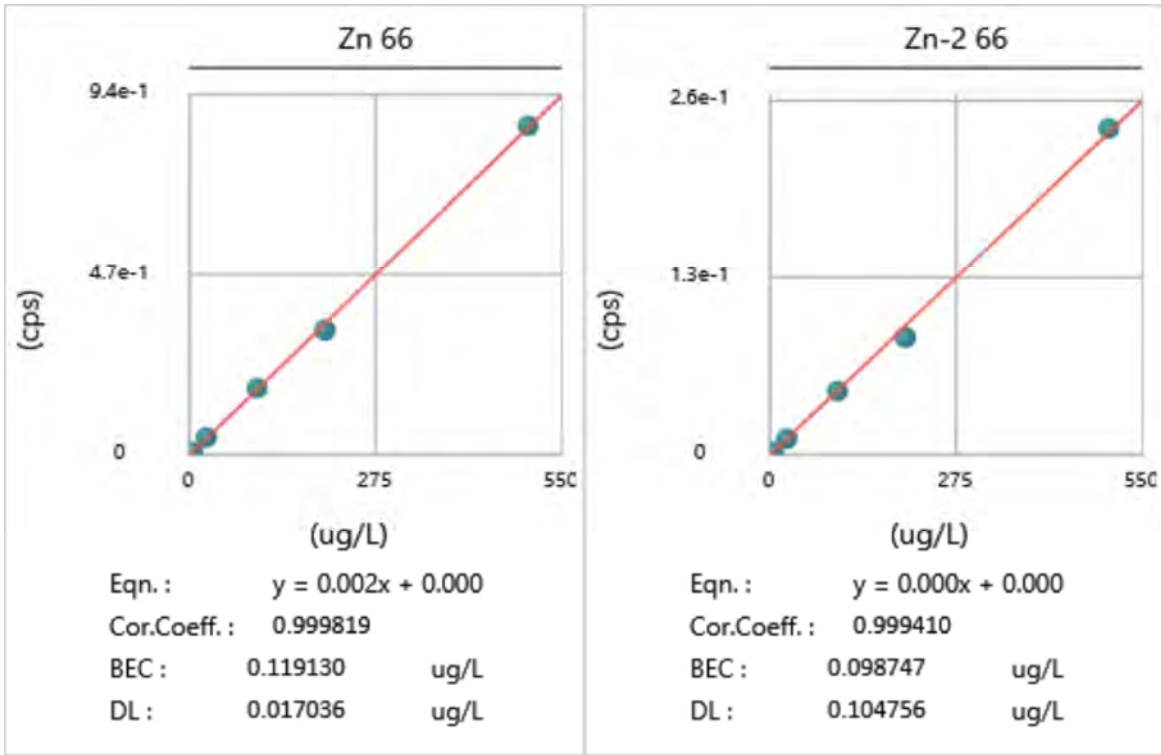 Zn 66
9.4e-1
4.7e-1
0
(cps)
0 275 550
(ug/L)
Eqn. : y = 0.002x + 0.000
Cor.Coeff. : 0.999819
BEC : 0.119130 ug/L
DL : 0.017036 ug/L
Zn-2 66
2.6e-1
1.3e-1
0
(cps)
0 275 550
(ug/L)
Eqn. : y = 0.000x + 0.000
Cor.Coeff. : 0.999410
BEC : 0.098747 ug/L
DL : 0.104756 ug/L